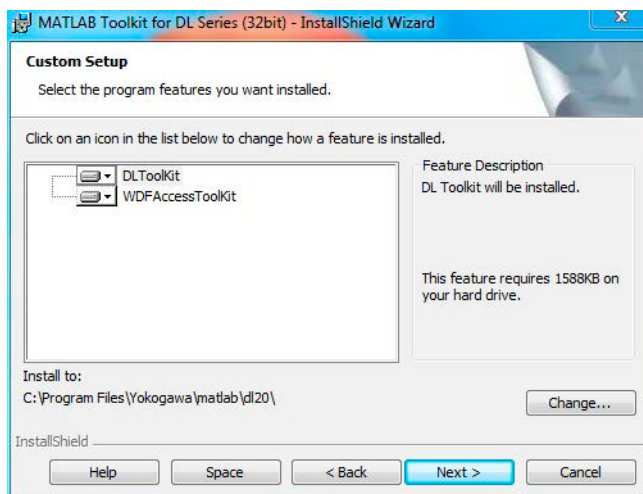 MATLAB Toolkit for DL Series (32bit) - InstallShield Wizard
X
Custom Setup
Select the program features you want installed.
Click on an icon in the list below to change how a feature is installed.
DLToolKit
WDFAccessToolKit
Feature Description
DL Toolkit will be installed.
This feature requires 1588KB on
your hard drive.
Install to:
C:\Program Files\Yokogawa\matlab\dl20\
Change...
InstallShield
Help
Space
< Back
Next >
Cancel